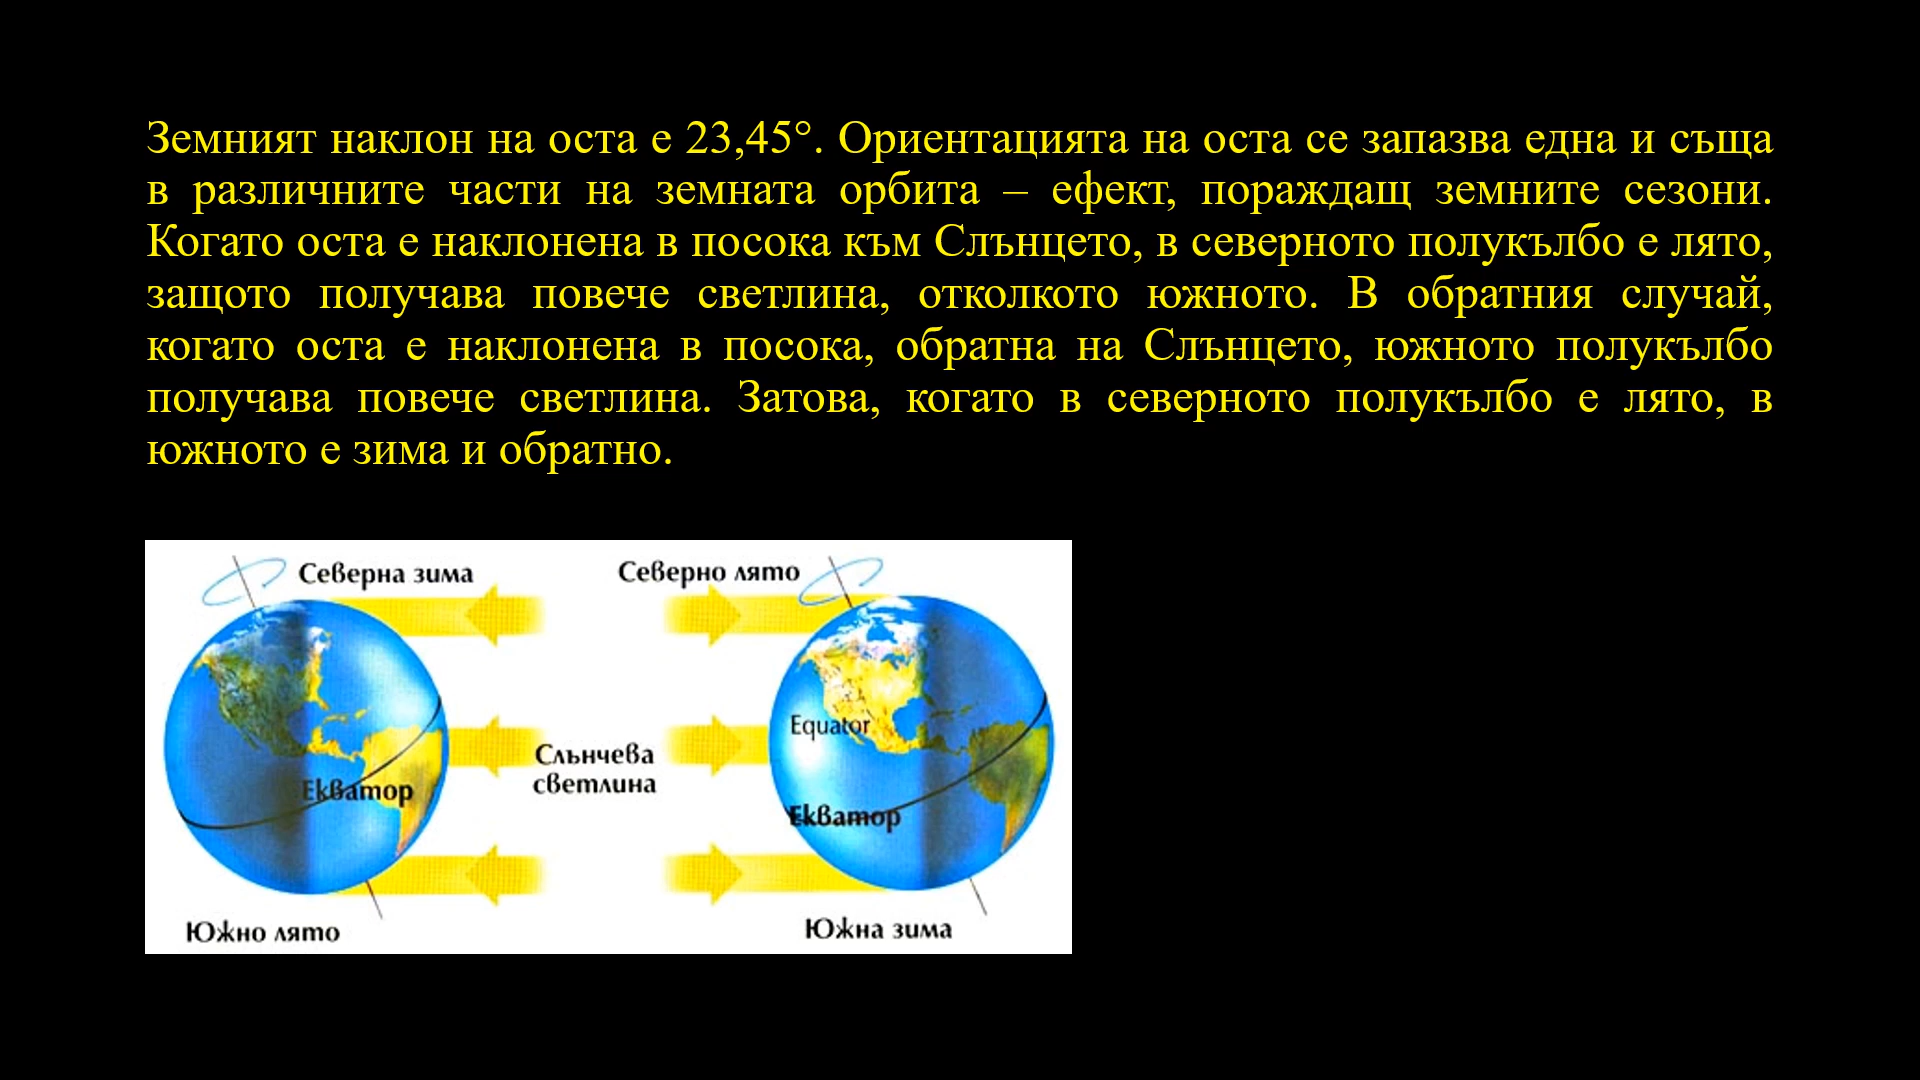 Земният наклон на оста е 23,45°. Ориентацията на оста се запазва една и съща
в различните части на земната орбита – ефект, пораждащ земните сезони.
Когато оста е наклонена в посока към Слънцето, в северното полукълбо е лято,
защото получава повече светлина, отколкото южното. В обратния случай,
когато оста е наклонена в посока, обратна на Слънцето, южното полукълбо
получава повече светлина. Затова, когато в северното полукълбо е лято, в
южното е зима и обратно.
Северна зима
Северно лято
Equator
Слънчева
светлина
Екватор
Екватор
Южно лято
Южна зима